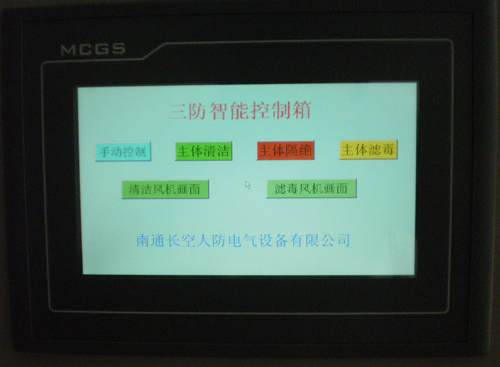 MCGS
三防智能控制箱
手动控制 主体清洁 主体隔绝 主体滤毒
清洁风机画面 滤毒风机画面
南通长空人防电气设备有限公司